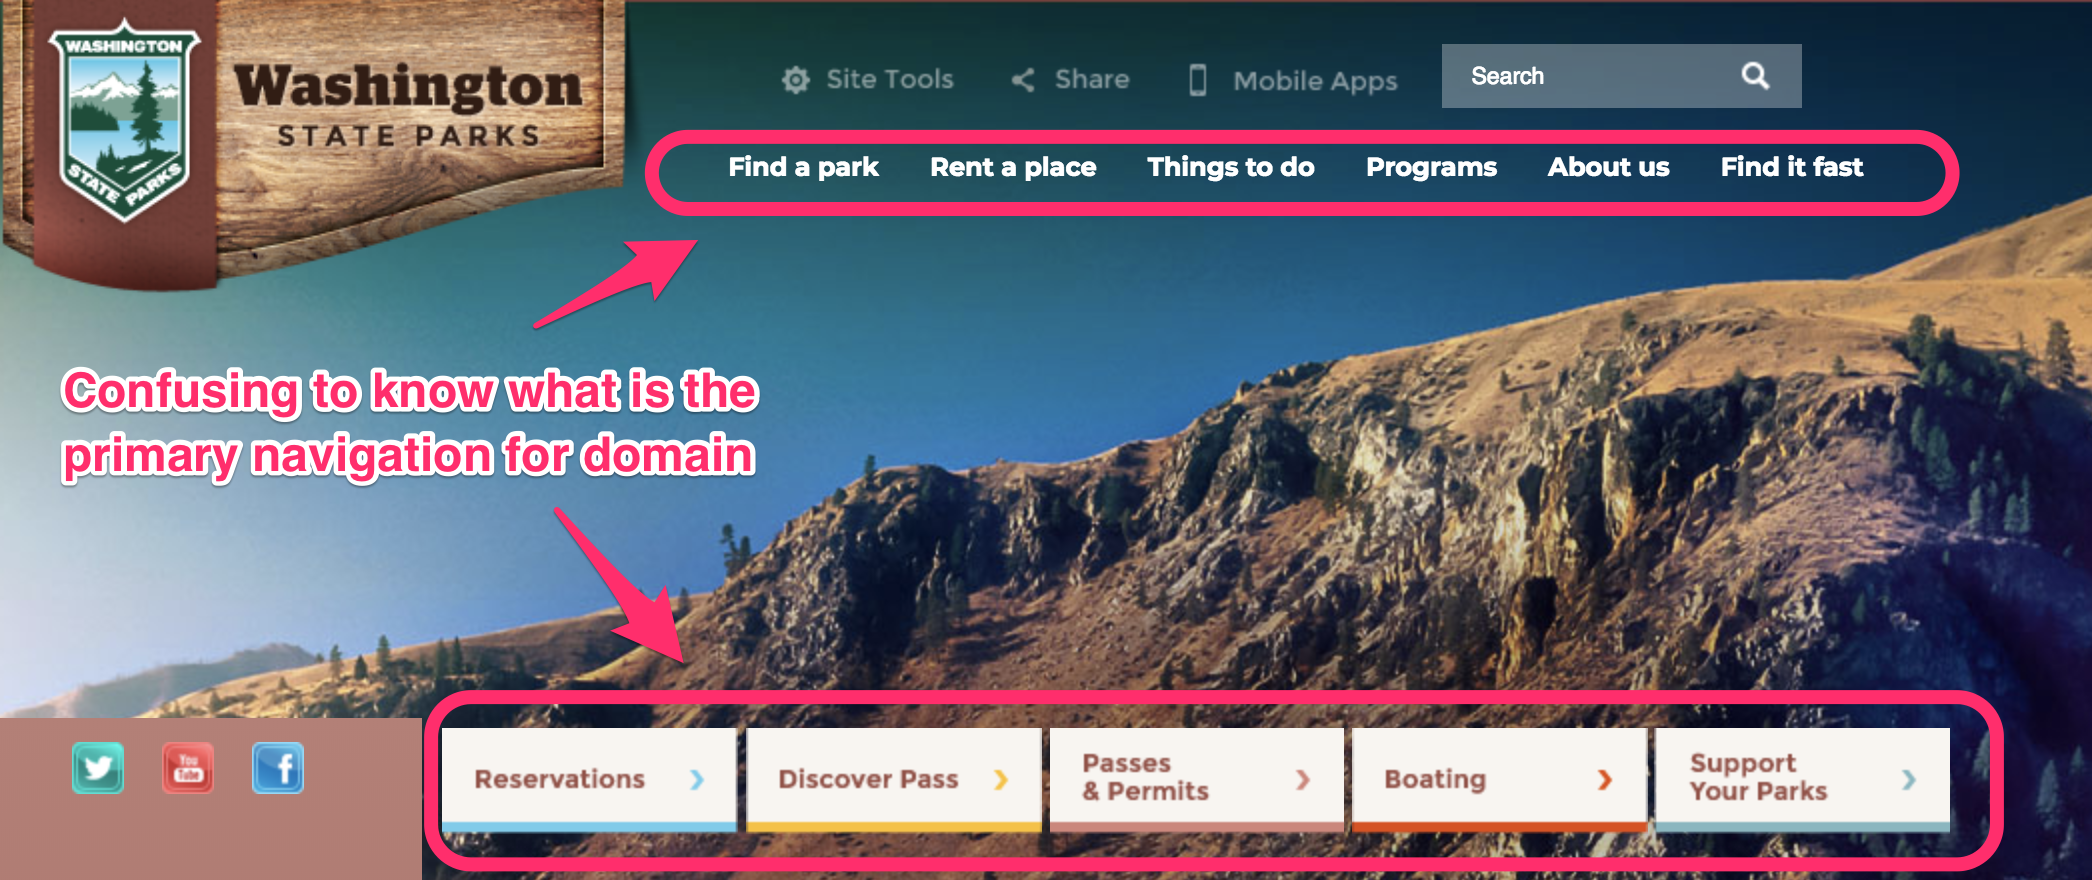 WASHINGTON
STATE PARKS
Washington
STATE PARKS
Site Tools
Share
Mobile Apps
Search
Find a park
Rent a place
Things to do
Programs
About us
Find it fast
Confusing to know what is the
primary navigation for domain
You
Tube
f
Reservations
Discover Pass
Passes
& Permits
Boating
Support
Your Parks